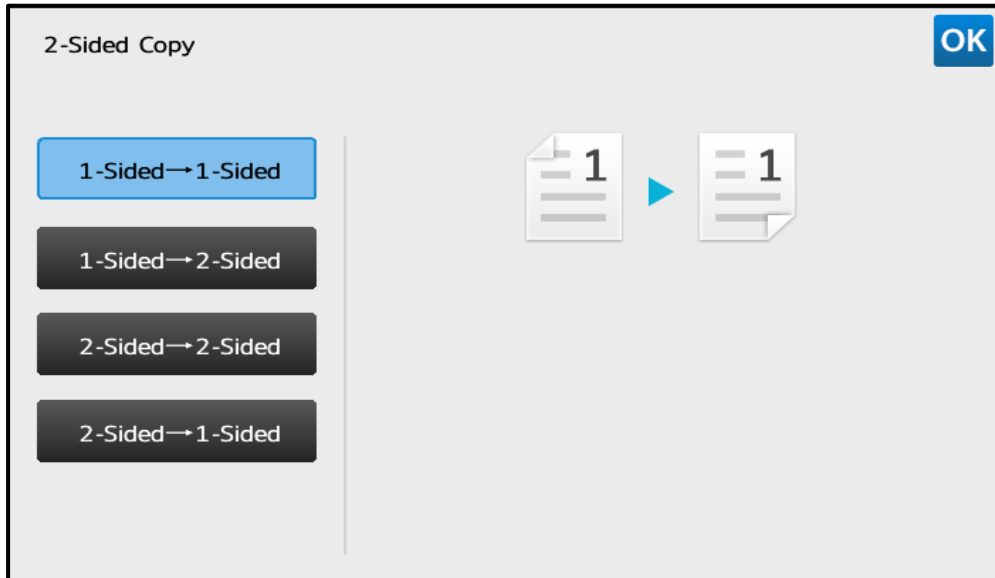 2-Sided Copy
OK
1-Sided→1-Sided
1-Sided→2-Sided
2-Sided→2-Sided
2-Sided→1-Sided
1
1